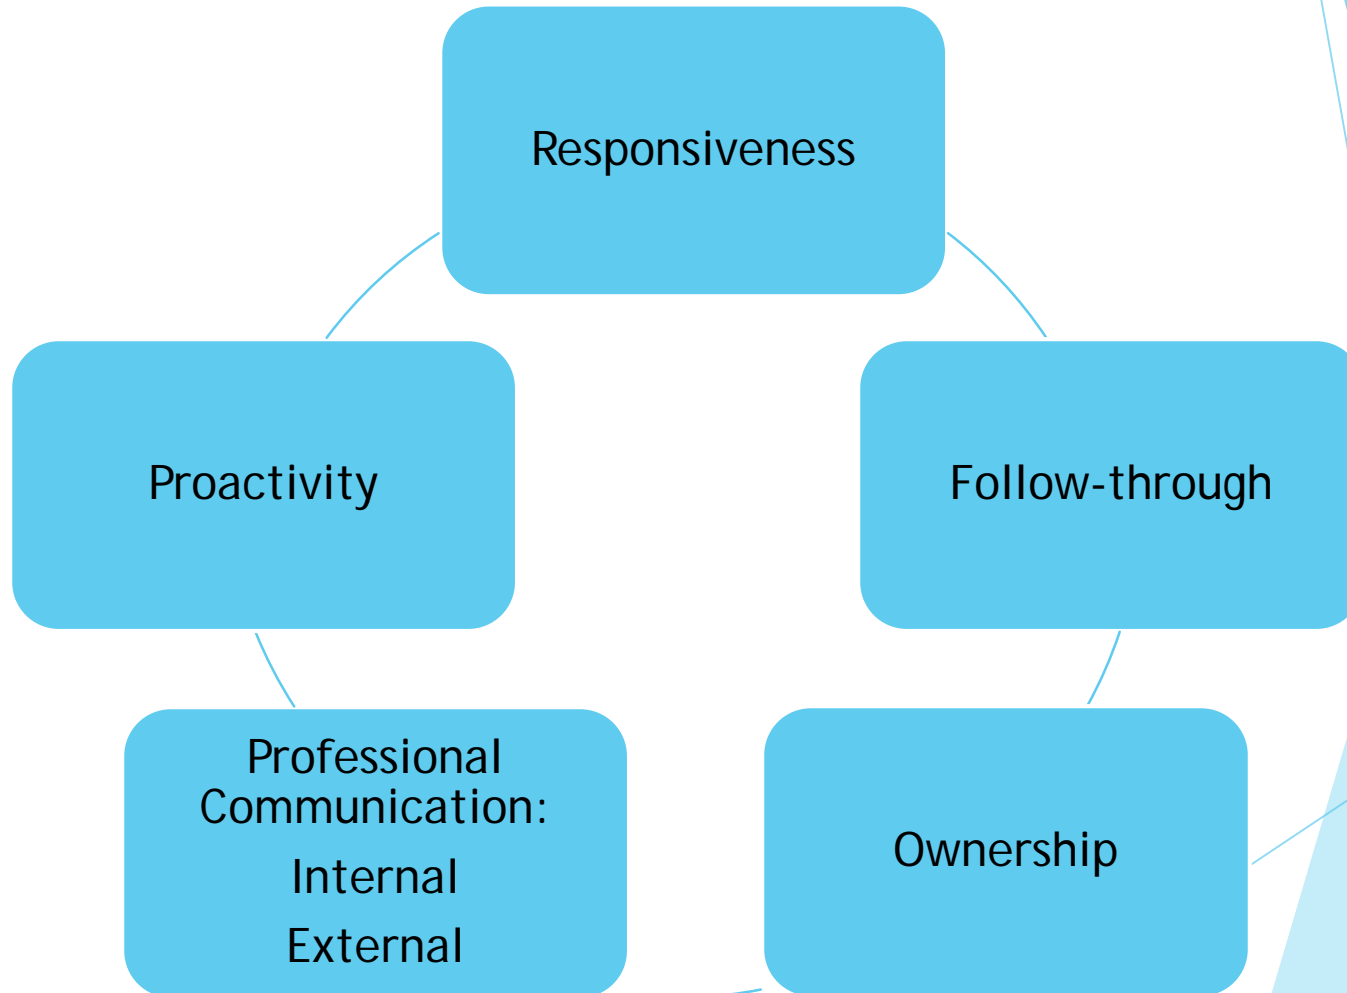 Responsiveness
Proactivity
Follow-through
Professional
Communication:
Internal
External
Ownership